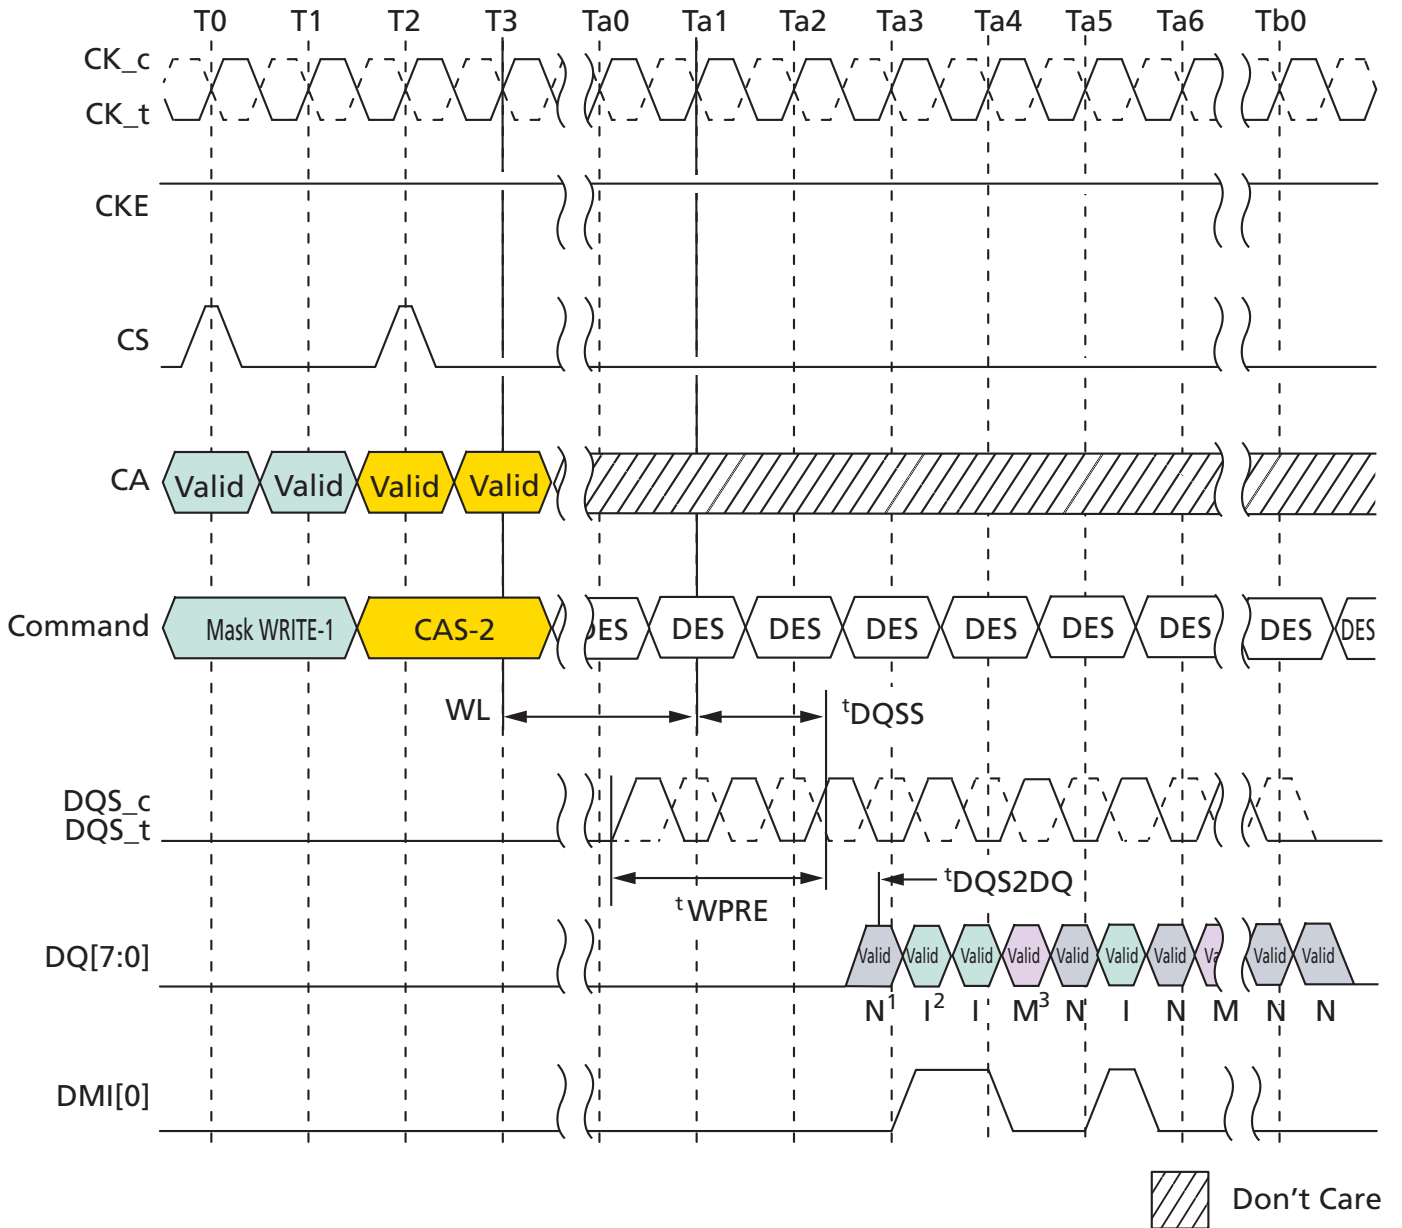 T0 T1 T2 T3 Ta0 Ta1 Ta2 Ta3 Ta4 Ta5 Ta6 Tb0
CK_c
CK_t
CKE
CS
CA Valid Valid Valid Valid
Command Mask WRITE-1 CAS-2 DES DES DES DES DES DES DES DES DES
WL tDQSS
DQS_c
DQS_t
tDQS2DQ
tWPRE
DQ[7:0] Valid Valid Valid Valid Valid Valid Valid Va Valid Valid
N1 I2 I M3 N I N M N N
DMI[0]
Don't Care